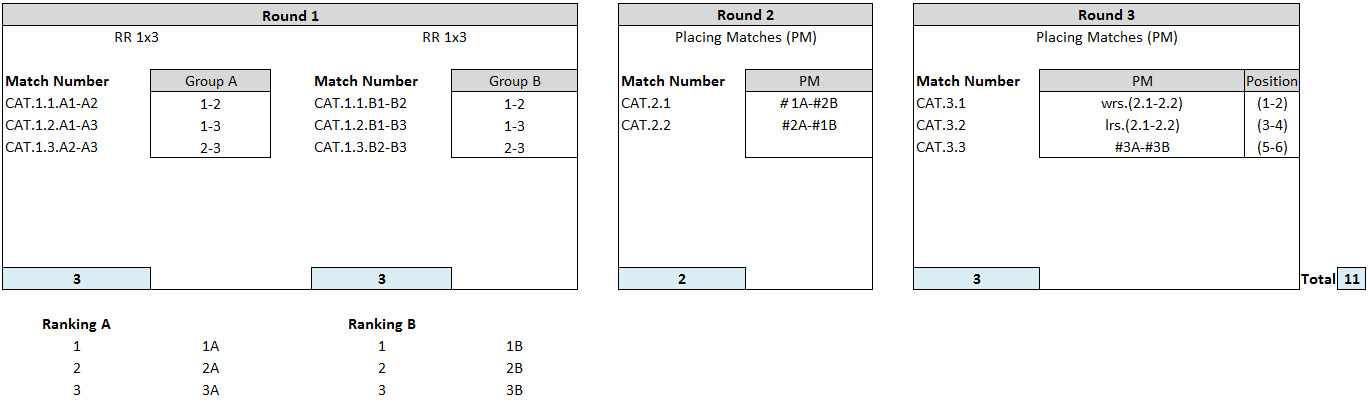 Round 1 Round 2 Round 3
RR 1x3 RR 1x3 Placing Matches (PM) Placing Matches (PM)
Match Number Group A Match Number Group B Match Number PM Match Number PM Position
CAT.1.1.A1-A2 1-2 CAT.1.1.B1-B2 1-2 CAT.2.1 # 1A-#2B CAT.3.1 wrs.(2.1-2.2) (1-2)
CAT.1.2.A1-A3 1-3 CAT.1.2.B1-B3 1-3 CAT.2.2 #2A-#1B CAT.3.2 lrs.(2.1-2.2) (3-4)
CAT.1.3.A2-A3 2-3 CAT.1.3.B2-B3 2-3 CAT.3.3 #3A-#3B (5-6)
3 3 2 3 Total 11
Ranking A Ranking B
1 1A 1 1B
2 2A 2 2B
3 3A 3 3B